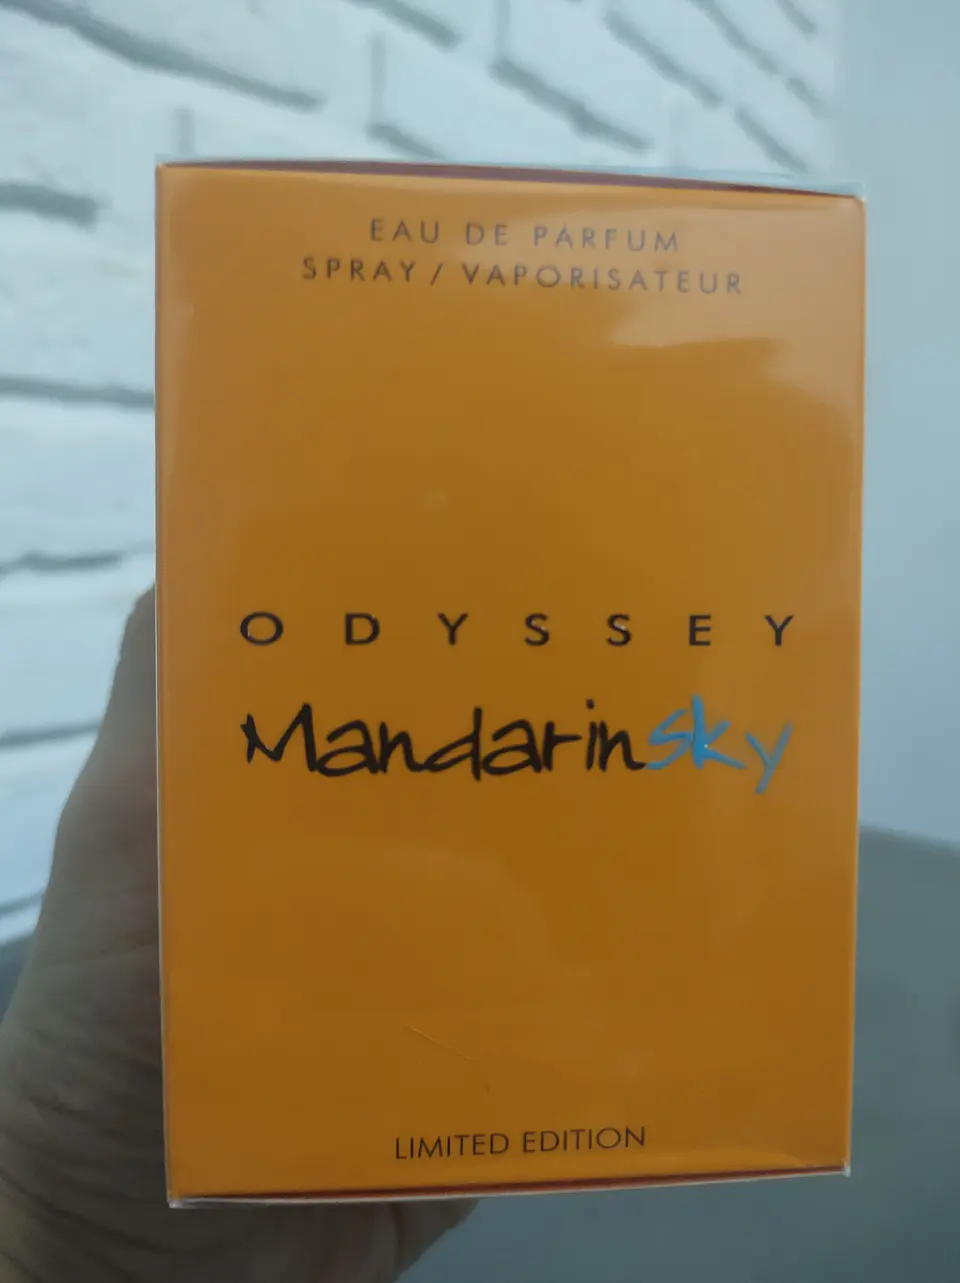 EAU DE PARFUM
SPRAY / VAPORISATEUR
ODYSSEY
Mandarinsky
LIMITED EDITION